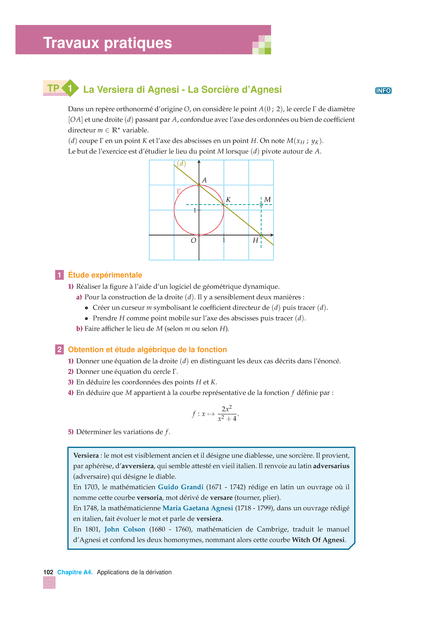 Travaux pratiques
TP 1 La Versiera di Agnesi - La Sorcière d'Agnesi
INFO
Dans un repère orthonormé d'origine O, on considère le point A(0 ; 2), le cercle Γ de diamètre
[OA] et une droite (d) passant par A, confondue avec l'axe des ordonnées ou bien de coefficient
directeur m ∈ ℝ* variable.
(d) coupe Γ en un point K et l'axe des abscisses en un point H. On note M(x_H ; y_K).
Le but de l'exercice est d'étudier le lieu du point M lorsque (d) pivote autour de A.
(d)
A
Γ
K
M
1
O
1
H
1 Étude expérimentale
1) Réaliser la figure à l'aide d'un logiciel de géométrique dynamique.
a) Pour la construction de la droite (d). Il y a sensiblement deux manières :
• Créer un curseur m symbolisant le coefficient directeur de (d) puis tracer (d).
• Prendre H comme point mobile sur l'axe des abscisses puis tracer (d).
b) Faire afficher le lieu de M (selon m ou selon H).
2 Obtention et étude algébrique de la fonction
1) Donner une équation de la droite (d) en distinguant les deux cas décrits dans l'énoncé.
2) Donner une équation du cercle Γ.
3) En déduire les coordonnées des points H et K.
4) En déduire que M appartient à la courbe représentative de la fonction f définie par :
f : x ↦ 2x²/(x² + 4).
5) Déterminer les variations de f.
Versiera : le mot est visiblement ancien et il désigne une diablesse, une sorcière. Il provient,
par aphérèse, d'avversiera, qui semble attesté en vieil italien. Il renvoie au latin adversarius
(adversaire) qui désigne le diable.
En 1703, le mathématicien Guido Grandi (1671 - 1742) rédige en latin un ouvrage où il
nomme cette courbe versoria, mot dérivé de versare (tourner, plier).
En 1748, la mathématicienne Maria Gaetana Agnesi (1718 - 1799), dans un ouvrage rédigé
en italien, fait évoluer le mot et parle de versiera.
En 1801, John Colson (1680 - 1760), mathématicien de Cambrige, traduit le manuel
d'Agnesi et confond les deux homonymes, nommant alors cette courbe Witch Of Agnesi.
102 Chapitre A4. Applications de la dérivation